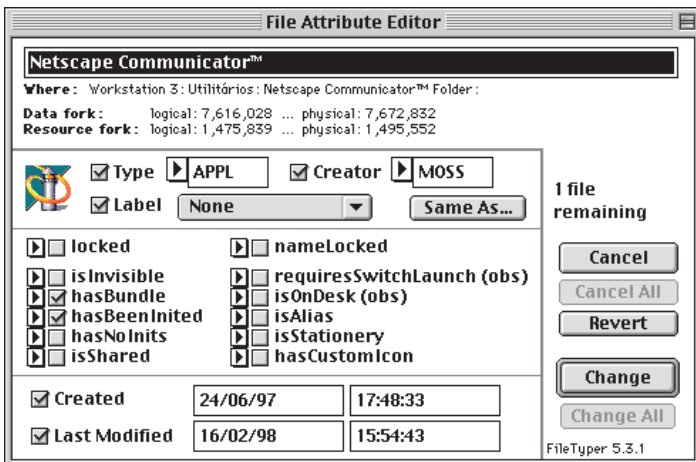 File Attribute Editor
Netscape Communicator™
Where: Workstation 3: Utilitários: Netscape Communicator™ Folder:
Data fork: logical: 7,616,028 ... physical: 7,672,832
Resource fork: logical: 1,475,839 ... physical: 1,495,552
Type APPL Creator MOSS
Label None Same As...
1 file
remaining
locked nameLocked
isInvisible requiresSwitchLaunch (obs)
hasBundle isOnDesk (obs)
hasBeenInited isAlias
hasNoInits isStationery
isShared hasCustomIcon
Cancel
Cancel All
Revert
Change
Change All
Created 24/06/97 17:48:33
Last Modified 16/02/98 15:54:43
FileTyper 5.3.1